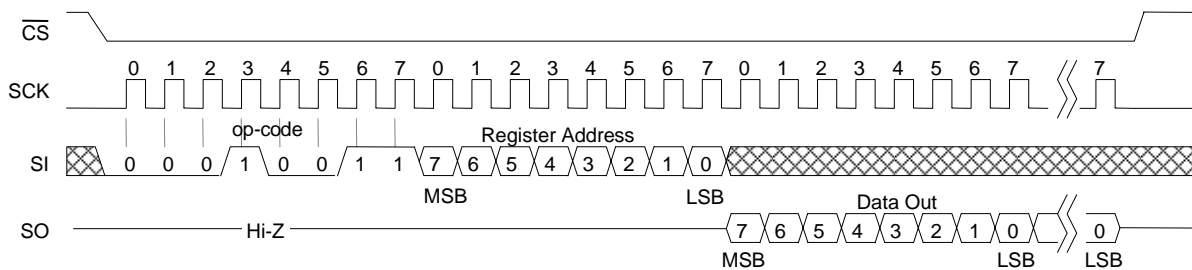 CS
SCK 0 1 2 3 4 5 6 7 0 1 2 3 4 5 6 7 0 1 2 3 4 5 6 7 7
op-code Register Address
SI 0 0 0 1 0 0 1 1 7 6 5 4 3 2 1 0
MSB LSB Data Out
SO Hi-Z 7 6 5 4 3 2 1 0 0
MSB LSB LSB